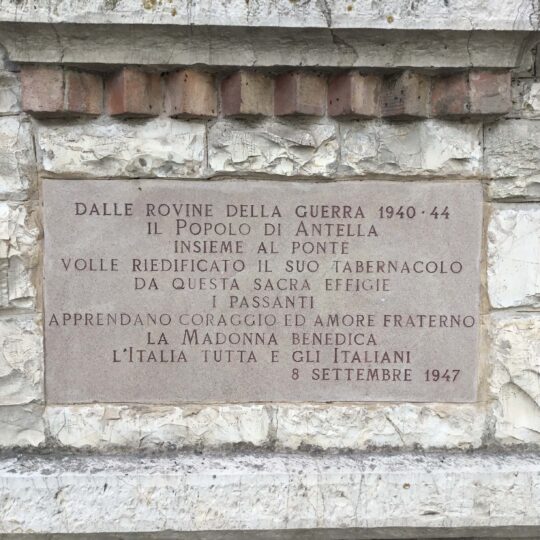 DALLE ROVINE DELLA GUERRA 1940·44
IL POPOLO DI ANTELLA
INSIEME AL PONTE
VOLLE RIEDIFICATO IL SUO TABERNACOLO
DA QUESTA SACRA EFFIGIE
I PASSANTI
APPRENDANO CORAGGIO ED AMORE FRATERNO
LA MADONNA BENEDICA
L'ITALIA TUTTA E GLI ITALIANI
8 SETTEMBRE 1947